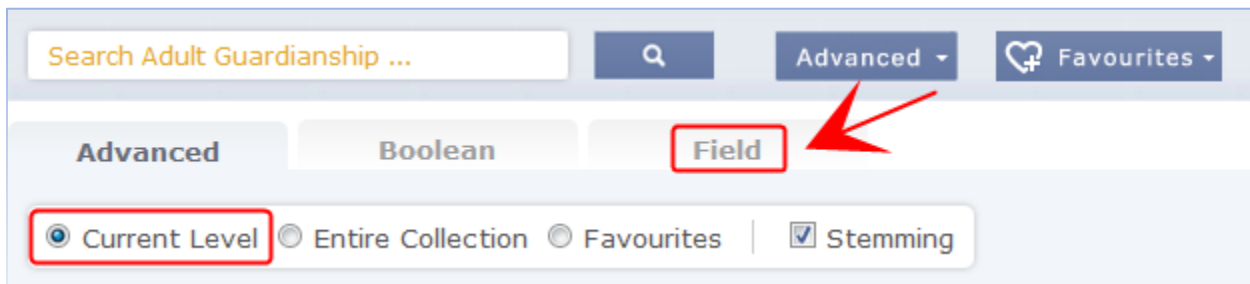 Search Adult Guardianship ... Advanced Favourites
Advanced Boolean Field
Current Level Entire Collection Favourites Stemming